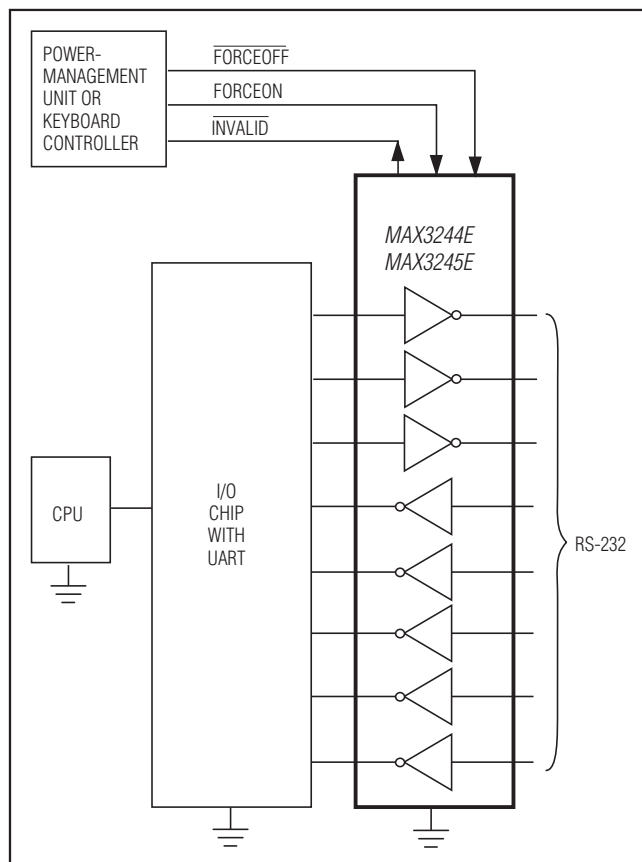 POWER-
MANAGEMENT
UNIT OR
KEYBOARD
CONTROLLER
FORCEOFF
FORCEON
INVALID
MAX3244E
MAX3245E
CPU
I/O
CHIP
WITH
UART
RS-232